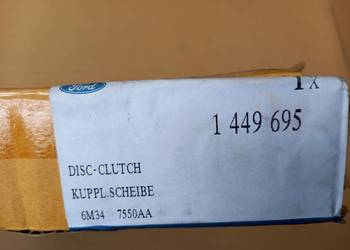 Ford
1X
1 449 695
DISC-CLUTCH
KUPPL.SCHEIBE
6M34 7550AA